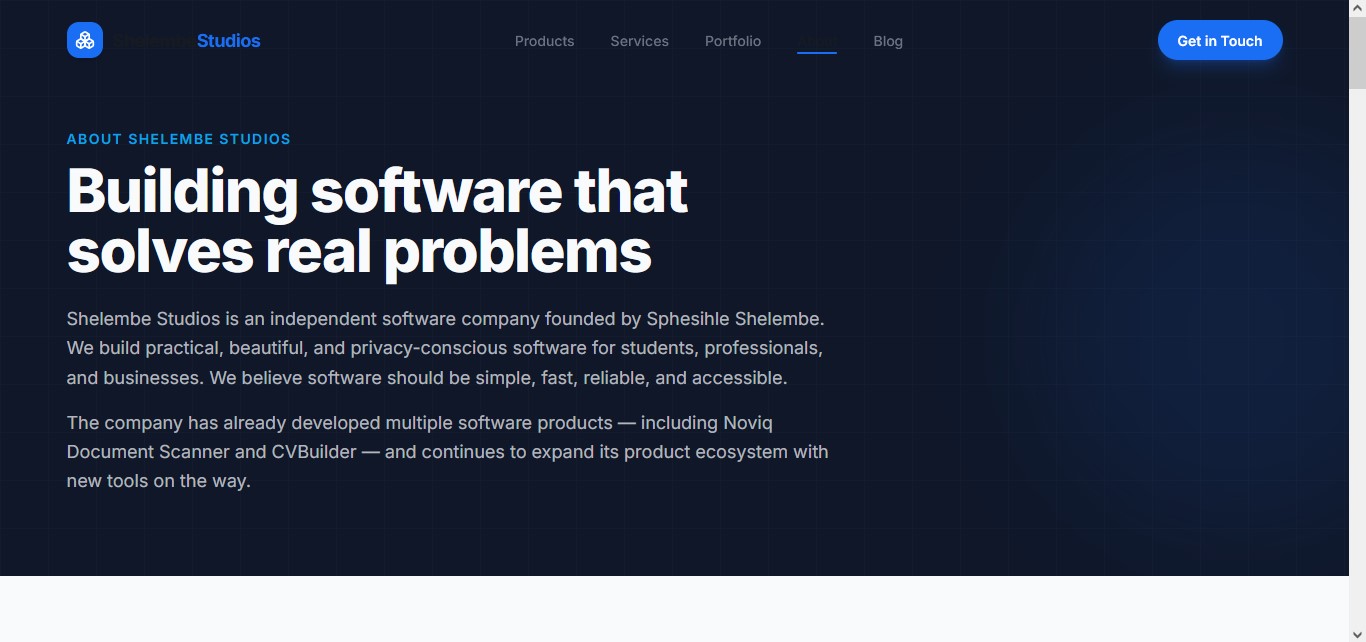 Shelembe Studios
Products
Services
Portfolio
Blog
Get in Touch
ABOUT SHELEMBE STUDIOS
Building software that
solves real problems
Shelembe Studios is an independent software company founded by Sphesihle Shelembe.
We build practical, beautiful, and privacy-conscious software for students, professionals,
and businesses. We believe software should be simple, fast, reliable, and accessible.
The company has already developed multiple software products — including Noviq
Document Scanner and CVBuilder — and continues to expand its product ecosystem with
new tools on the way.